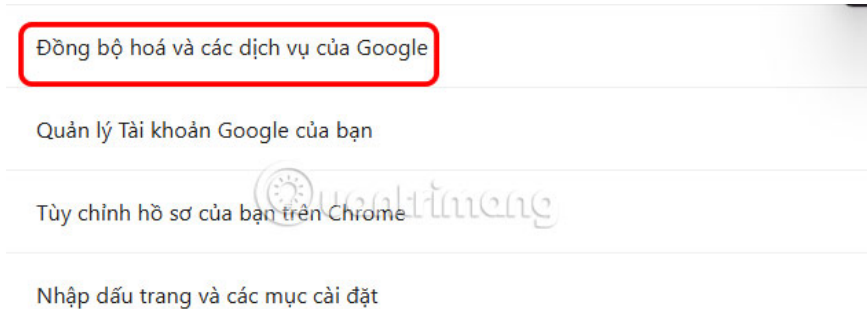 Đồng bộ hoá và các dịch vụ của Google
Quản lý Tài khoản Google của bạn
Quantrimang
Tùy chỉnh hồ sơ của bạn trên Chrome
Nhập dấu trang và các mục cài đặt